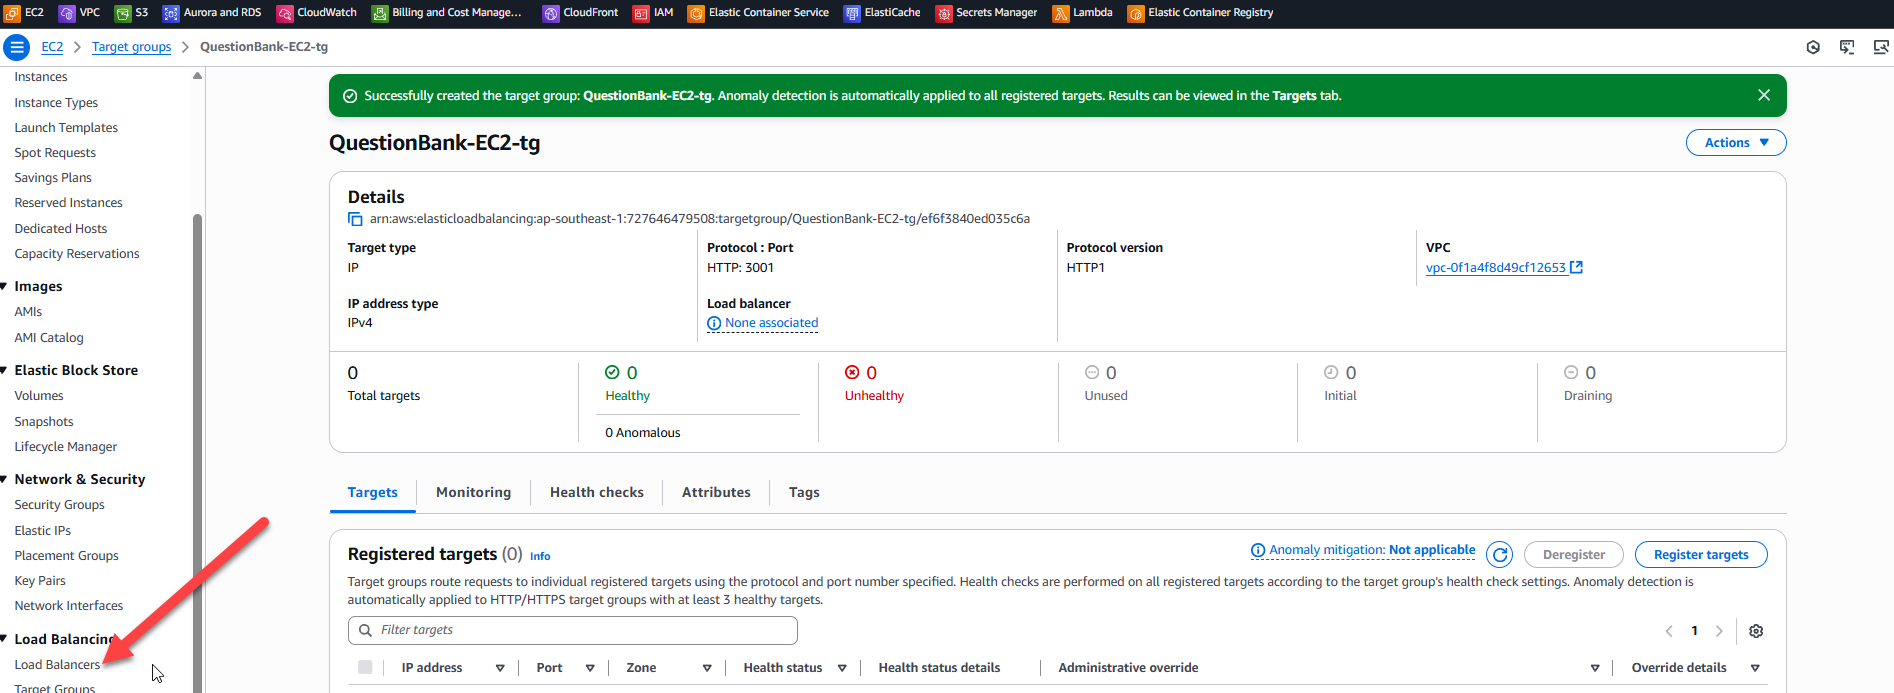 EC2 VPC S3 Aurora and RDS CloudWatch Billing and Cost Manage... CloudFront IAM Elastic Container Service ElastiCache Secrets Manager Lambda Elastic Container Registry
EC2 > Target groups > QuestionBank-EC2-tg
Instances
Instance Types
Launch Templates
Spot Requests
Savings Plans
Reserved Instances
Dedicated Hosts
Capacity Reservations
Images
AMIs
AMI Catalog
Elastic Block Store
Volumes
Snapshots
Lifecycle Manager
Network & Security
Security Groups
Elastic IPs
Placement Groups
Key Pairs
Network Interfaces
Load Balancing
Load Balancers
Target Groups
Successfully created the target group: QuestionBank-EC2-tg. Anomaly detection is automatically applied to all registered targets. Results can be viewed in the Targets tab.
QuestionBank-EC2-tg
Actions
Details
arn:aws:elasticloadbalancing:ap-southeast-1:727646479508:targetgroup/QuestionBank-EC2-tg/ef6f3840ed035c6a
Target type
IP
Protocol : Port
HTTP: 3001
Protocol version
HTTP1
VPC
vpc-0f1a4f8d49cf12653
IP address type
IPv4
Load balancer
None associated
0
Total targets
0
Healthy
0 Anomalous
0
Unhealthy
0
Unused
0
Initial
0
Draining
Targets Monitoring Health checks Attributes Tags
Registered targets (0) Info
Anomaly mitigation: Not applicable
Deregister
Register targets
Target groups route requests to individual registered targets using the protocol and port number specified. Health checks are performed on all registered targets according to the target group's health check settings. Anomaly detection is
automatically applied to HTTP/HTTPS target groups with at least 3 healthy targets.
Filter targets
1
IP address Port Zone Health status Health status details Administrative override Override details